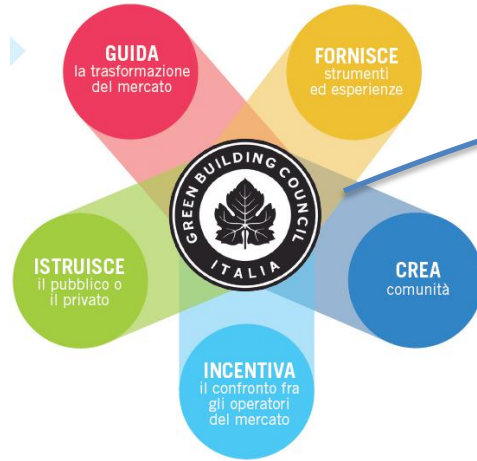 GUIDA
la trasformazione
del mercato
FORNISCE
strumenti
ed esperienze
GREEN BUILDING COUNCIL
ITALIA
ISTRUISCE
il pubblico o
il privato
CREA
comunità
INCENTIVA
il confronto fra
gli operatori
del mercato